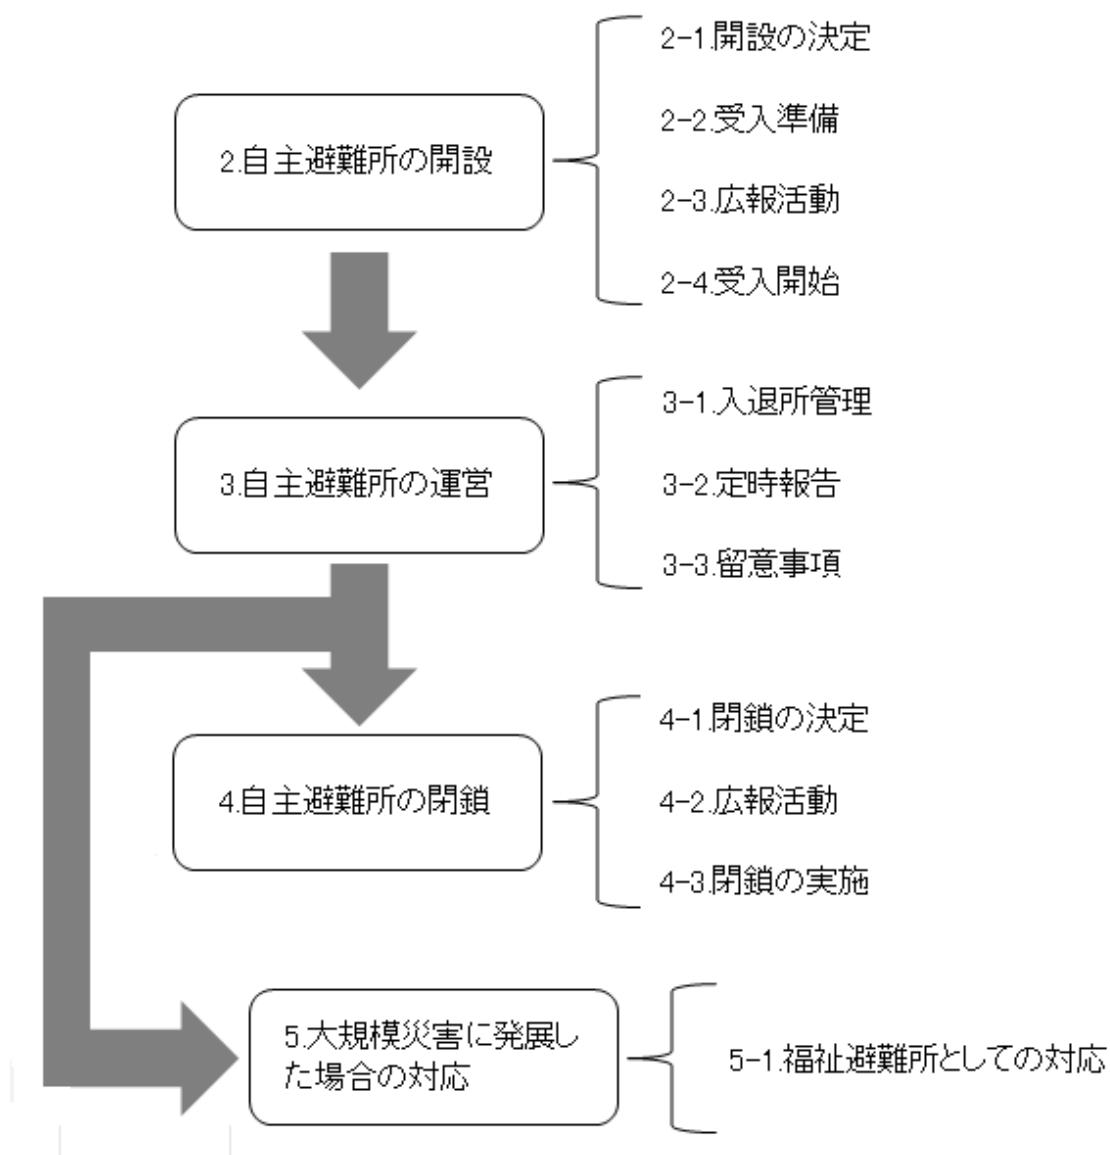 2.自主避難所の開設
2-1.開設の決定
2-2.受入準備
2-3.広報活動
2-4.受入開始
3.自主避難所の運営
3-1.入退所管理
3-2.定時報告
3-3.留意事項
4.自主避難所の閉鎖
4-1.閉鎖の決定
4-2.広報活動
4-3.閉鎖の実施
5.大規模災害に発展し
た場合の対応
5-1.福祉避難所としての対応